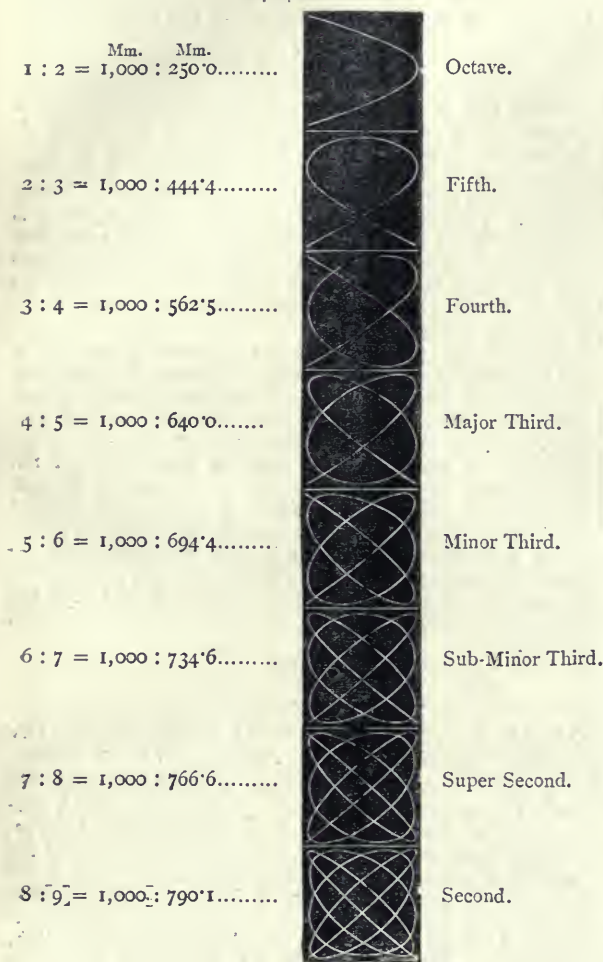 Mm. Mm.
1 : 2 = 1,000 : 250·0......... Octave.
2 : 3 = 1,000 : 444·4......... Fifth.
3 : 4 = 1,000 : 562·5......... Fourth.
4 : 5 = 1,000 : 640·0....... Major Third.
5 : 6 = 1,000 : 694·4......... Minor Third.
6 : 7 = 1,000 : 734·6......... Sub-Minor Third.
7 : 8 = 1,000 : 766·6......... Super Second.
8 : 9 = 1,000 : 790·1......... Second.